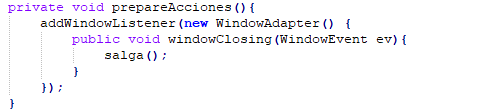 private void prepareAcciones(){
    addWindowListener(new WindowAdapter() {
        public void windowClosing(WindowEvent ev){
            salga();
        }
    });
}